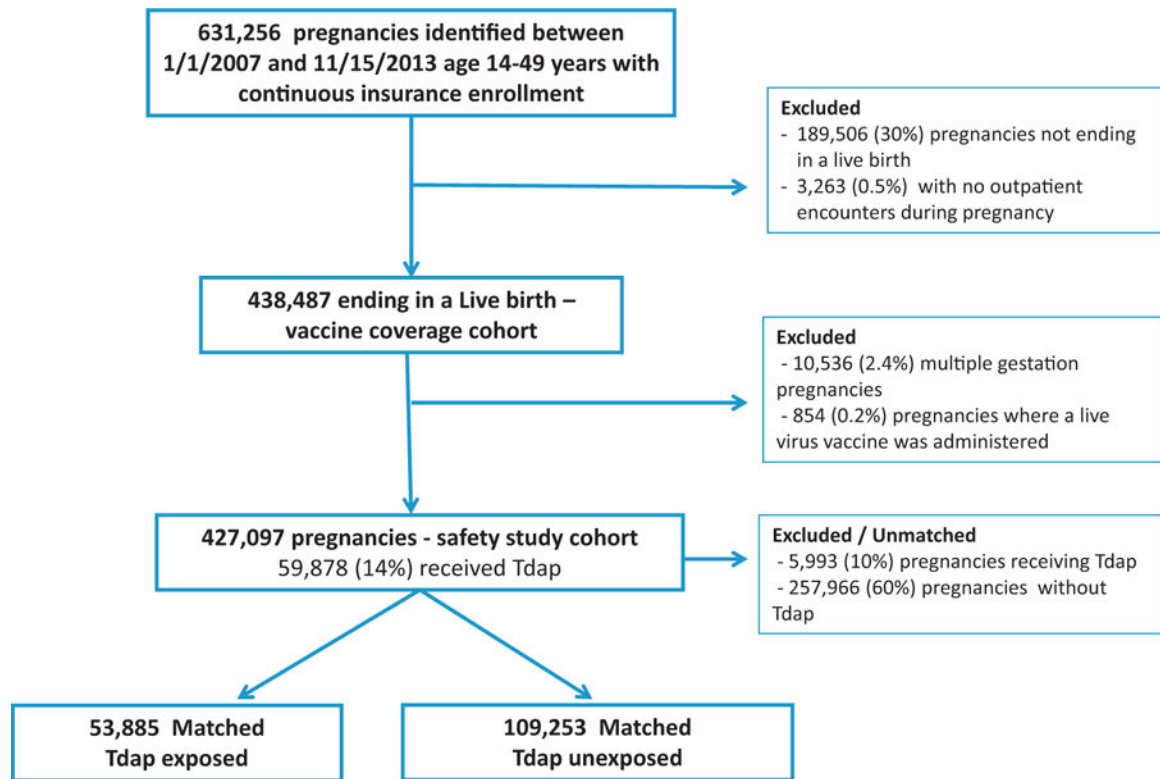 631,256 pregnancies identified between
1/1/2007 and 11/15/2013 age 14-49 years with
continuous insurance enrollment
Excluded
- 189,506 (30%) pregnancies not ending
in a live birth
- 3,263 (0.5%) with no outpatient
encounters during pregnancy
438,487 ending in a Live birth –
vaccine coverage cohort
Excluded
- 10,536 (2.4%) multiple gestation
pregnancies
- 854 (0.2%) pregnancies where a live
virus vaccine was administered
427,097 pregnancies - safety study cohort
59,878 (14%) received Tdap
Excluded / Unmatched
- 5,993 (10%) pregnancies receiving Tdap
- 257,966 (60%) pregnancies without
Tdap
53,885 Matched
Tdap exposed
109,253 Matched
Tdap unexposed